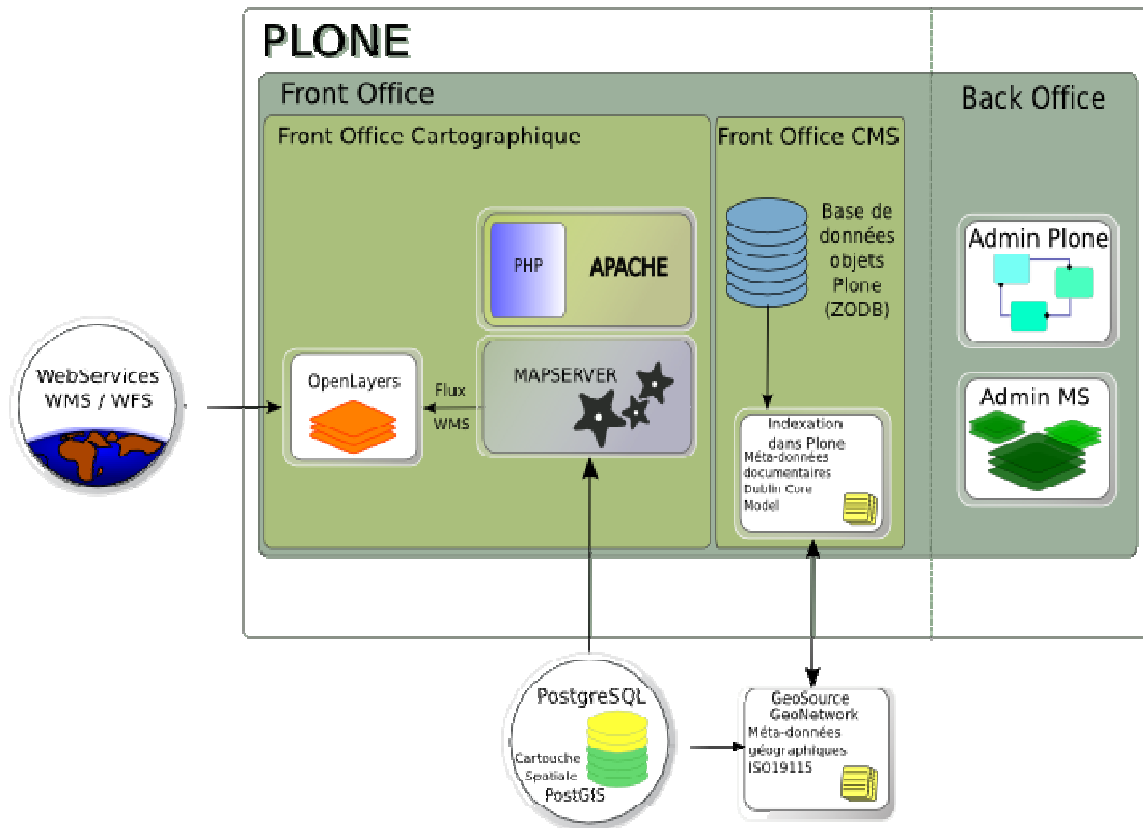 PLONE
Front Office
Back Office
Front Office Cartographique
Front Office CMS
PHP
APACHE
Base de
données
objets
Plone
(ZODB)
Admin Plone
WebServices
WMS / WFS
OpenLayers
Flux
WMS
MAPSERVER
Indexation
dans Plone
Méta-données
documentaires
Dublin Core
Model
Admin MS
PostgreSQL
Cartouche
Spatiale
PostGIS
GeoSource
GeoNetwork
Méta-données
géographiques
ISO19115